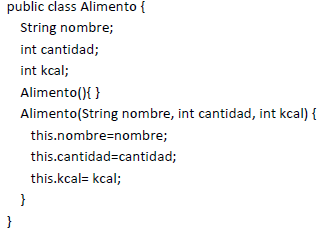 public class Alimento {
String nombre;
int cantidad;
int kcal;
Alimento(){ }
Alimento(String nombre, int cantidad, int kcal) {
this.nombre=nombre;
this.cantidad=cantidad;
this.kcal= kcal;
}
}